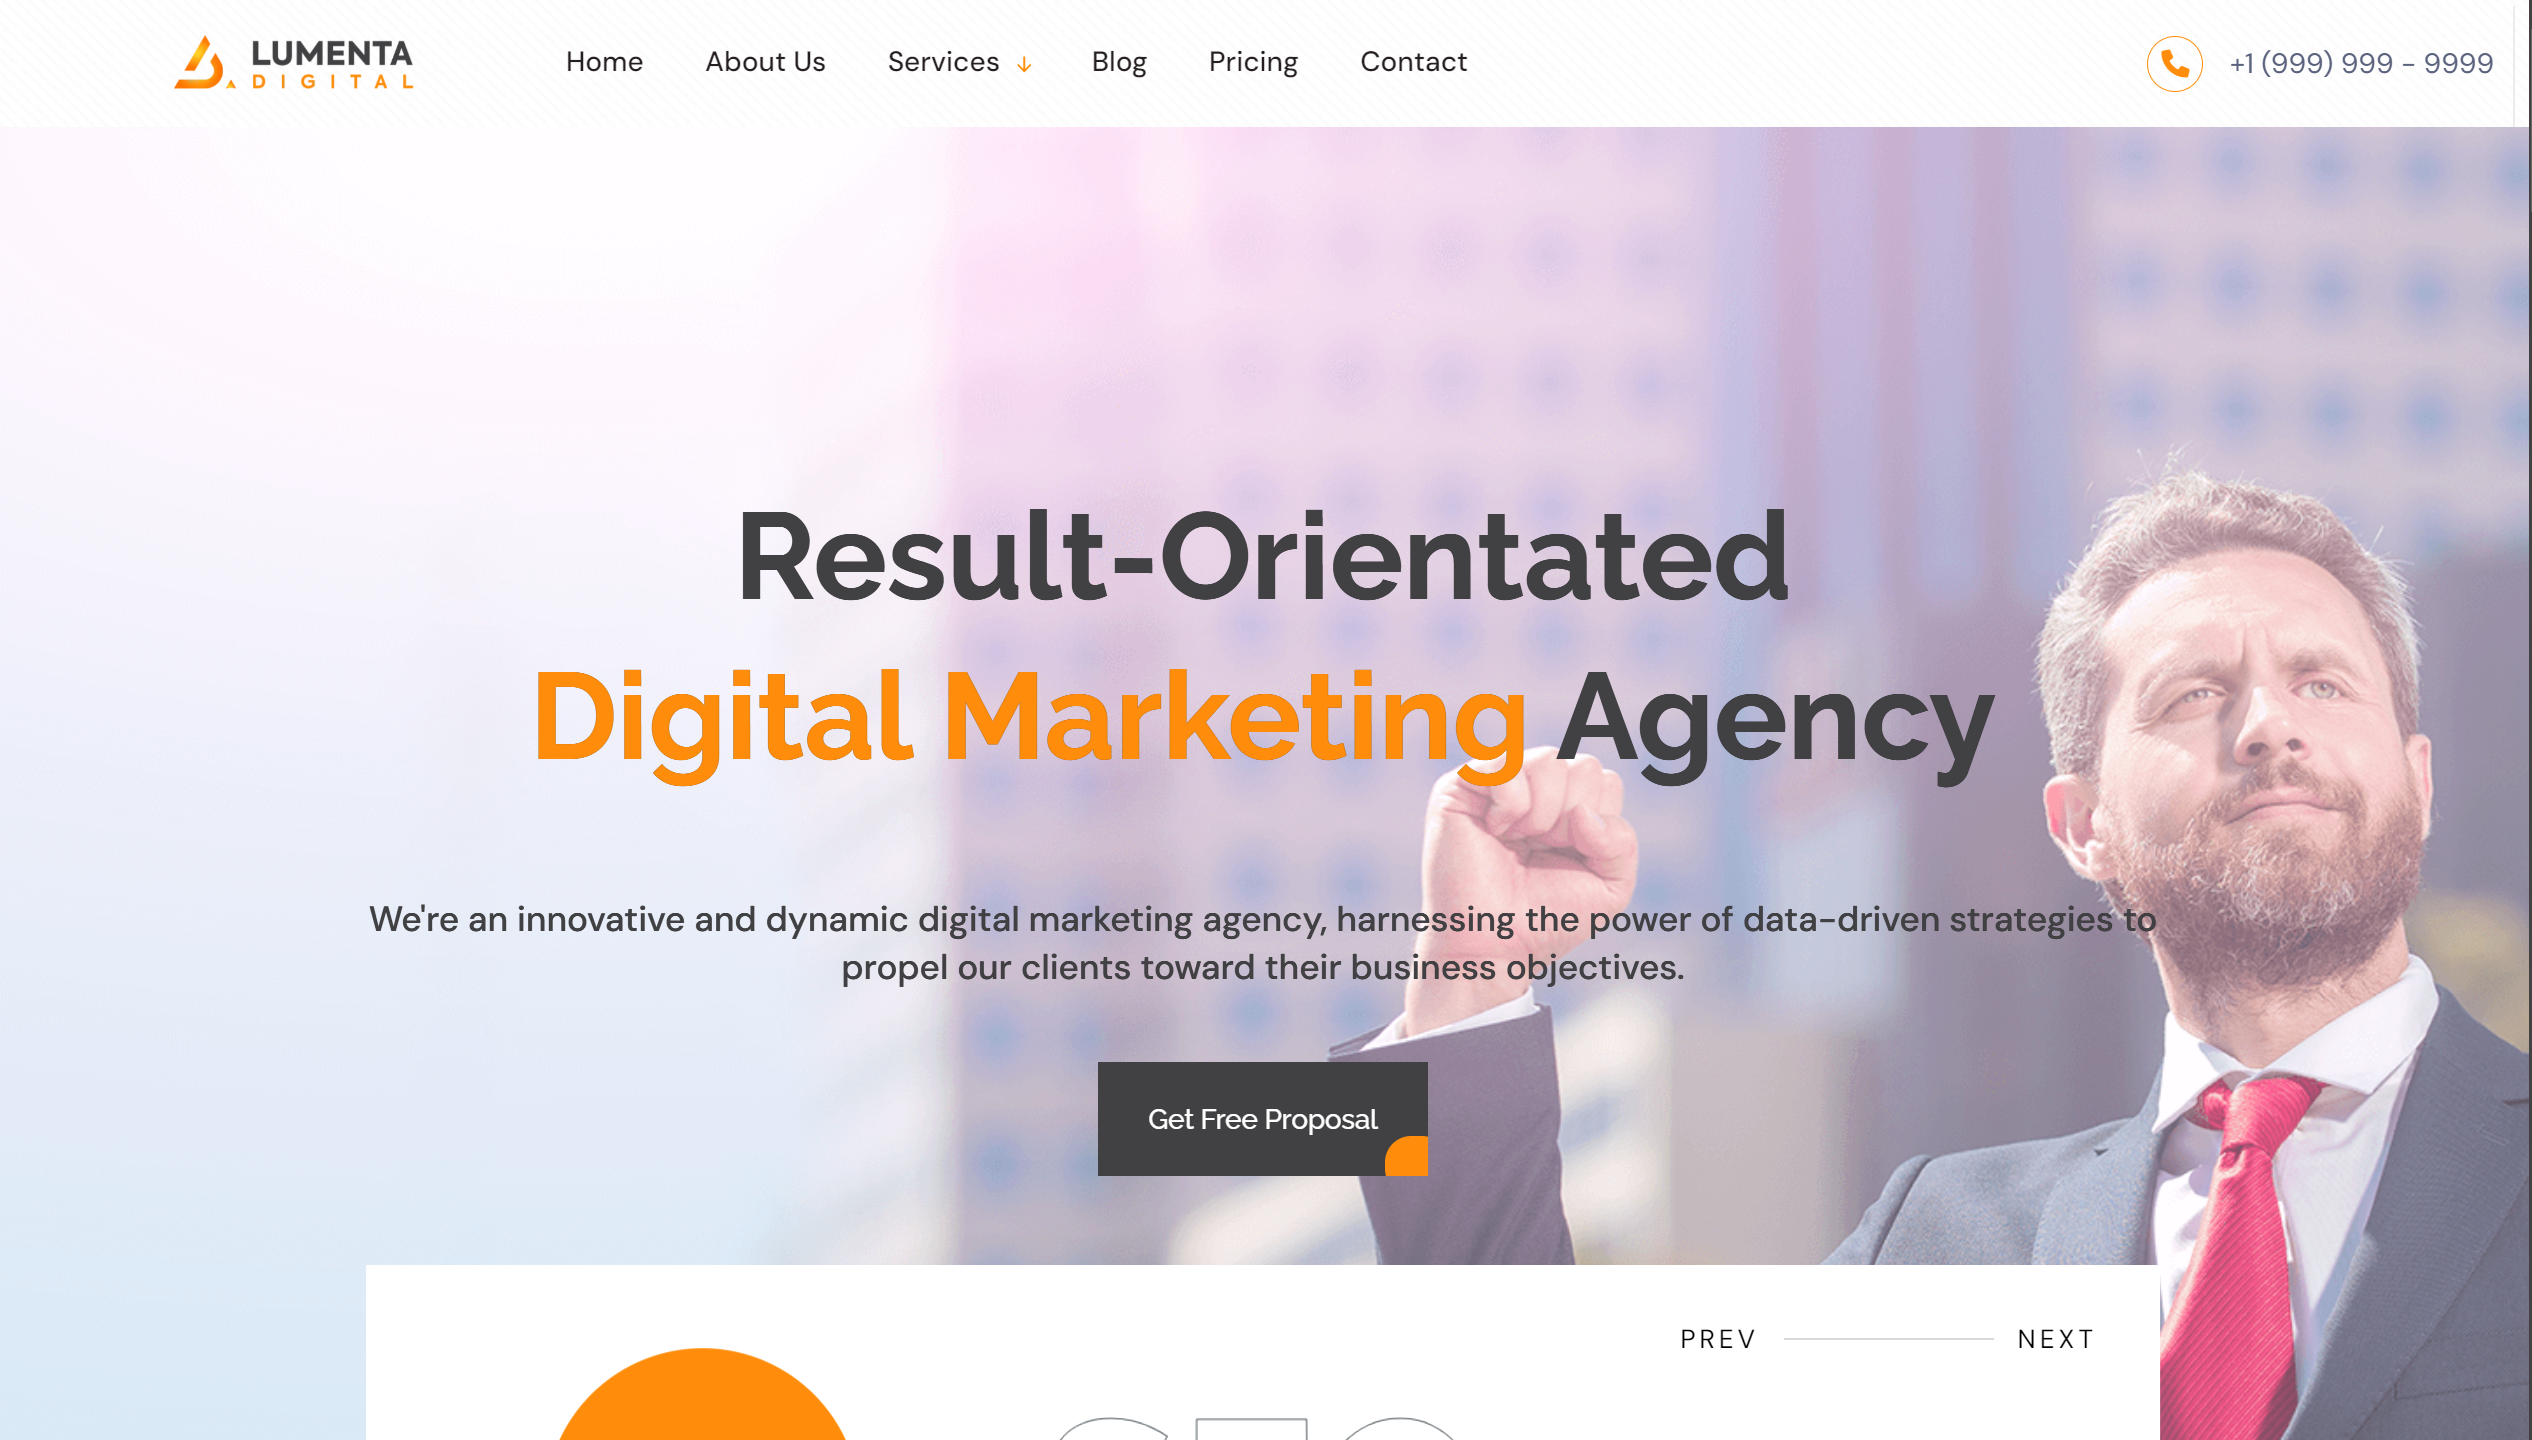 LUMENTA
DIGITAL
Home
About Us
Services
Blog
Pricing
Contact
+1 (999) 999 - 9999
Result-Orientated
Digital Marketing Agency
We're an innovative and dynamic digital marketing agency, harnessing the power of data-driven strategies to
propel our clients toward their business objectives.
Get Free Proposal
PREV
NEXT